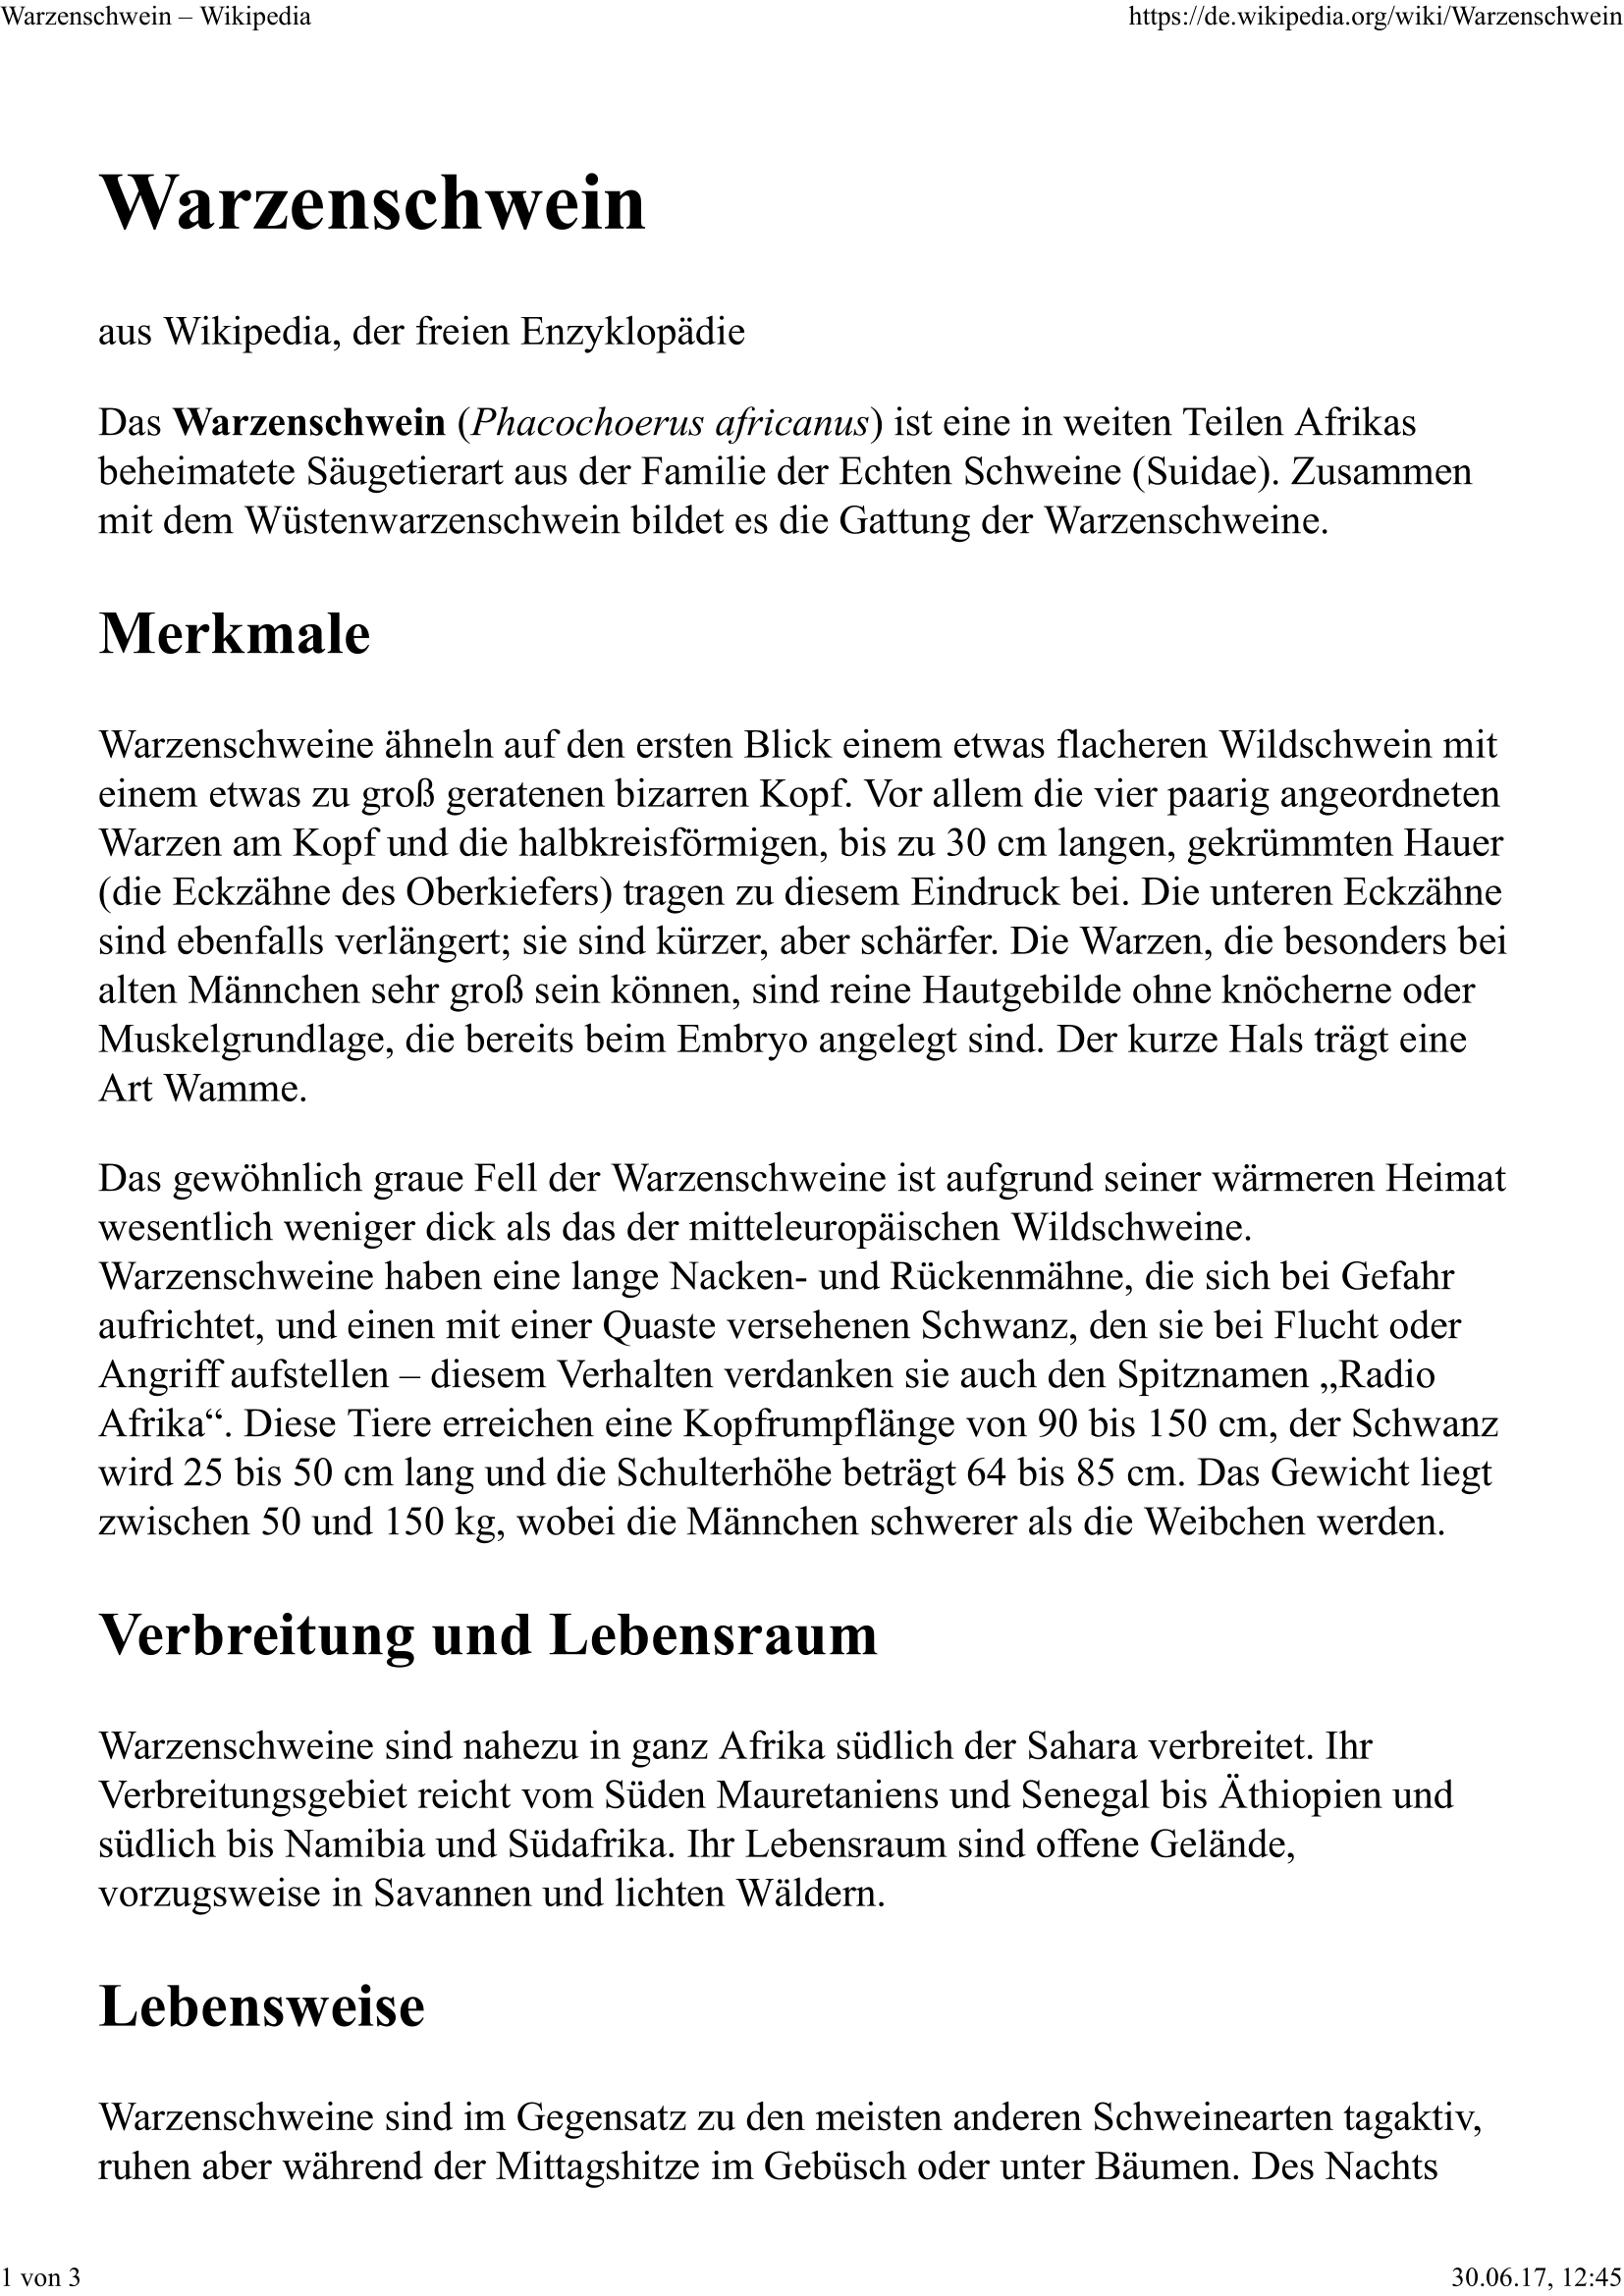 Warzenschwein – Wikipedia
https://de.wikipedia.org/wiki/Warzenschwein
Warzenschwein
aus Wikipedia, der freien Enzyklopädie
Das Warzenschwein (Phacochoerus africanus) ist eine in weiten Teilen Afrikas
beheimatete Säugetierart aus der Familie der Echten Schweine (Suidae). Zusammen
mit dem Wüstenwarzenschwein bildet es die Gattung der Warzenschweine.
Merkmale
Warzenschweine ähneln auf den ersten Blick einem etwas flacheren Wildschwein mit
einem etwas zu groß geratenen bizarren Kopf. Vor allem die vier paarig angeordneten
Warzen am Kopf und die halbkreisförmigen, bis zu 30 cm langen, gekrümmten Hauer
(die Eckzähne des Oberkiefers) tragen zu diesem Eindruck bei. Die unteren Eckzähne
sind ebenfalls verlängert; sie sind kürzer, aber schärfer. Die Warzen, die besonders bei
alten Männchen sehr groß sein können, sind reine Hautgebilde ohne knöcherne oder
Muskelgrundlage, die bereits beim Embryo angelegt sind. Der kurze Hals trägt eine
Art Wamme.
Das gewöhnlich graue Fell der Warzenschweine ist aufgrund seiner wärmeren Heimat
wesentlich weniger dick als das der mitteleuropäischen Wildschweine.
Warzenschweine haben eine lange Nacken- und Rückenmähne, die sich bei Gefahr
aufrichtet, und einen mit einer Quaste versehenen Schwanz, den sie bei Flucht oder
Angriff aufstellen – diesem Verhalten verdanken sie auch den Spitznamen „Radio
Afrika“. Diese Tiere erreichen eine Kopfrumpflänge von 90 bis 150 cm, der Schwanz
wird 25 bis 50 cm lang und die Schulterhöhe beträgt 64 bis 85 cm. Das Gewicht liegt
zwischen 50 und 150 kg, wobei die Männchen schwerer als die Weibchen werden.
Verbreitung und Lebensraum
Warzenschweine sind nahezu in ganz Afrika südlich der Sahara verbreitet. Ihr
Verbreitungsgebiet reicht vom Süden Mauretaniens und Senegal bis Äthiopien und
südlich bis Namibia und Südafrika. Ihr Lebensraum sind offene Gelände,
vorzugsweise in Savannen und lichten Wäldern.
Lebensweise
Warzenschweine sind im Gegensatz zu den meisten anderen Schweinearten tagaktiv,
ruhen aber während der Mittagshitze im Gebüsch oder unter Bäumen. Des Nachts
1 von 3
30.06.17, 12:45